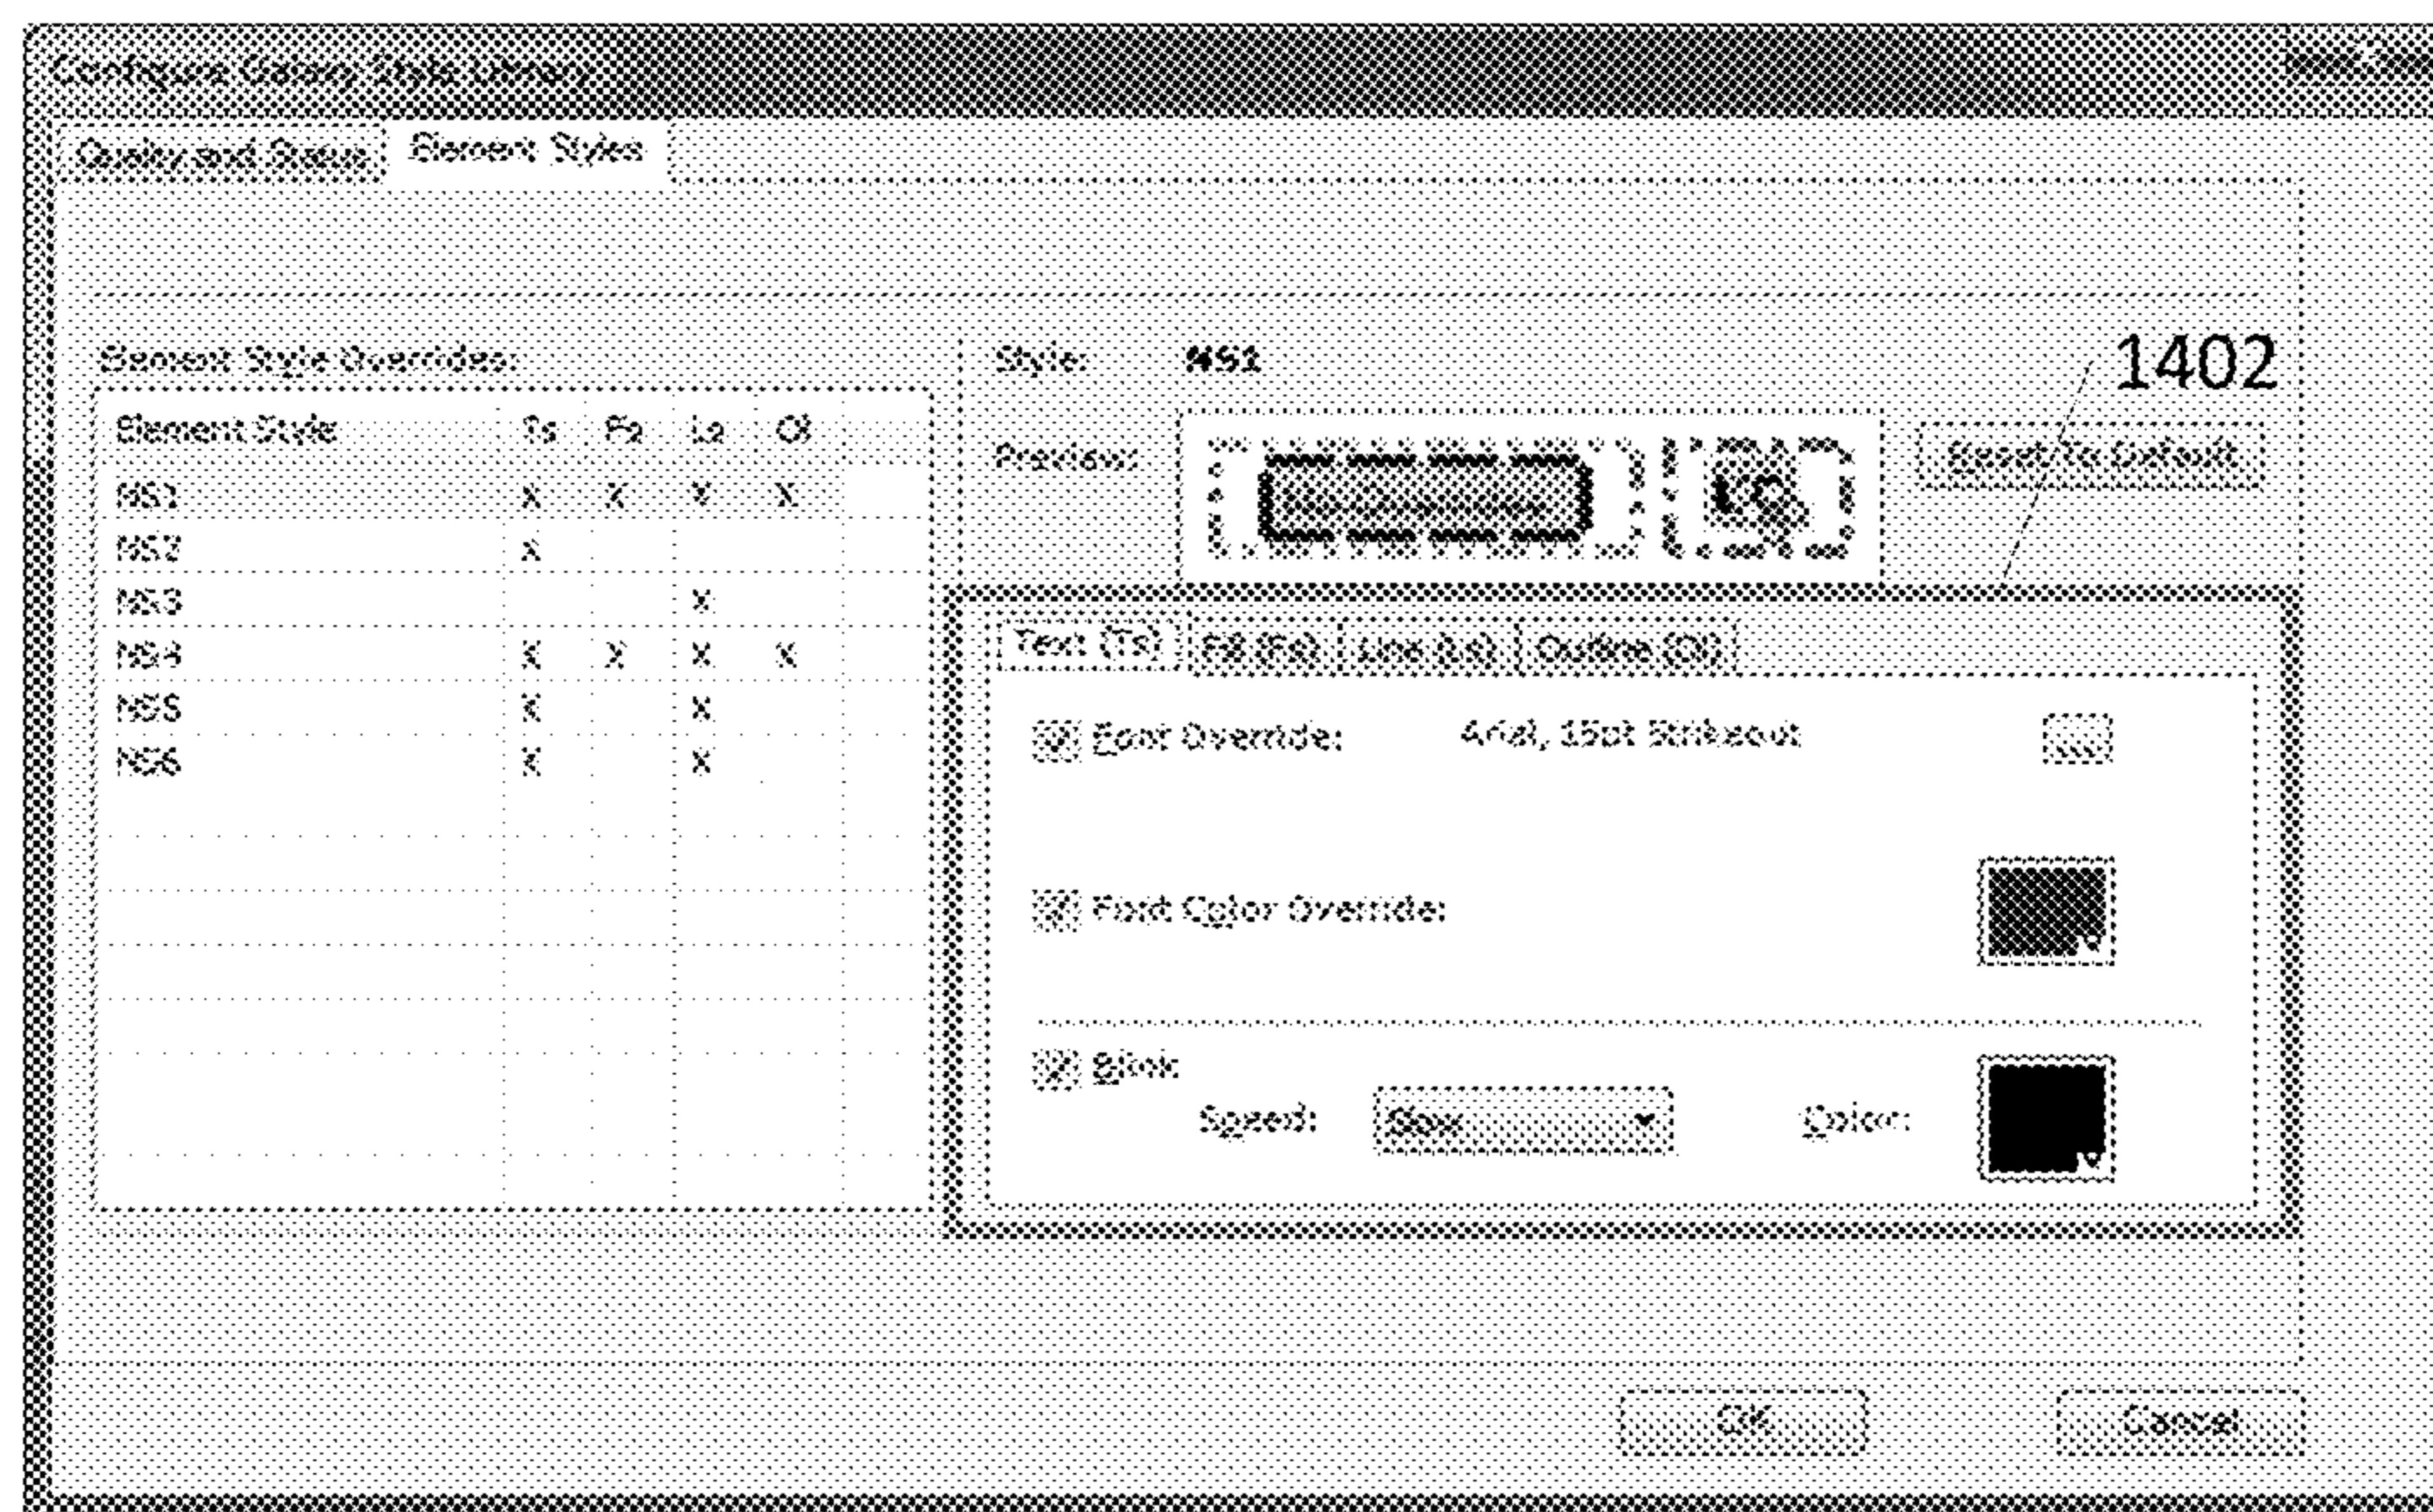 Configure Galaxy Style Library
Quality and Status Element Styles
Element Style Overrides:
Element Style Ts Fs Ls Ol
NS1 X X X X
NS2 X
NS3 X
NS4 X X X X
NS5 X X
NS6 X X
Style: NS1
1402
Preview:
Reset To Default
Text (Ts) Fill (Fs) Line (Ls) Outline (Ol)
Font Override: Arial, 15pt Strikeout ...
Font Color Override:
Blink
Speed: Slow Color:
OK Cancel